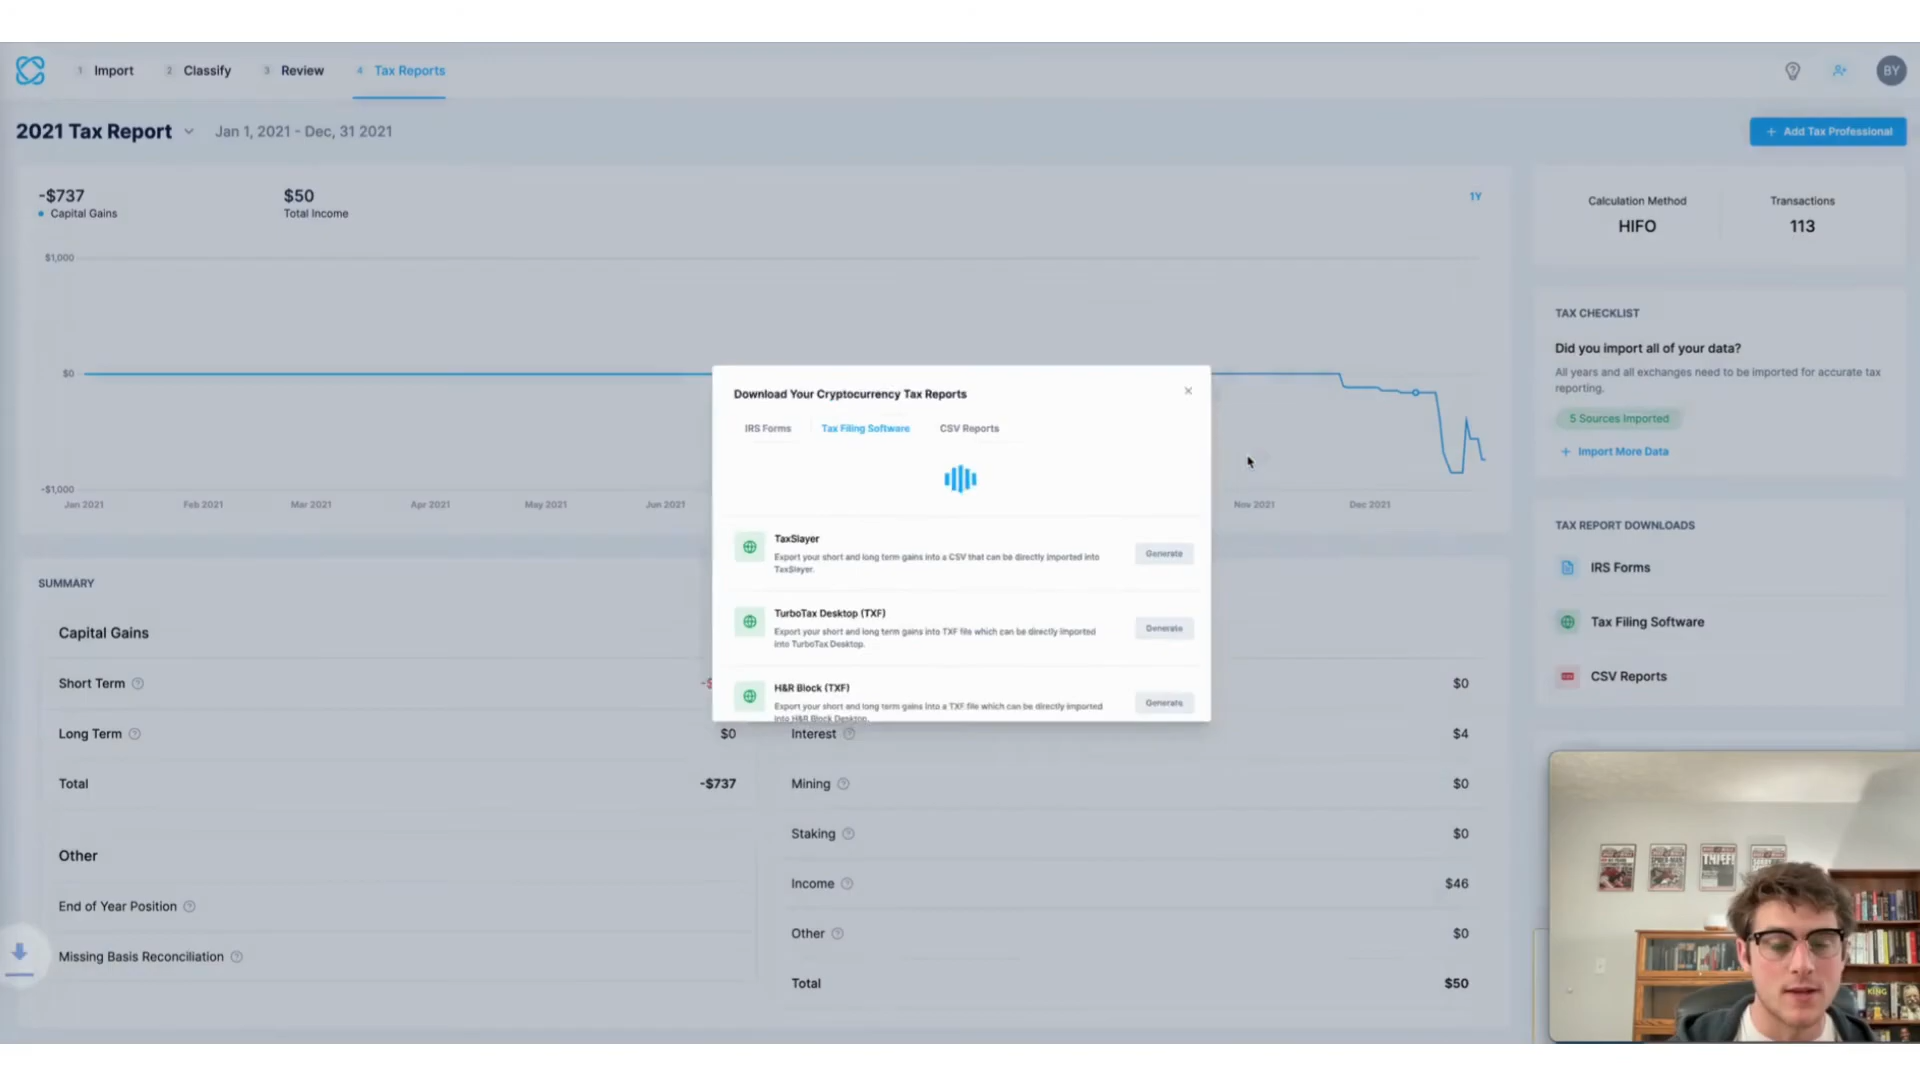 1 Import 2 Classify 3 Review 4 Tax Reports BY
2021 Tax Report Jan 1, 2021 - Dec, 31 2021 + Add Tax Professional
-$737 $50 1Y
Capital Gains Total Income
Calculation Method Transactions
HIFO 113
$1,000
$0
-$1,000
Jan 2021 Feb 2021 Mar 2021 Apr 2021 May 2021 Jun 2021 Nov 2021 Dec 2021
TAX CHECKLIST
Did you import all of your data?
All years and all exchanges need to be imported for accurate tax
reporting.
5 Sources Imported
+ Import More Data
TAX REPORT DOWNLOADS
IRS Forms
Tax Filing Software
CSV Reports
Download Your Cryptocurrency Tax Reports
IRS Forms Tax Filing Software CSV Reports
TaxSlayer
Export your short and long term gains into a CSV that can be directly imported into
TaxSlayer.
Generate
TurboTax Desktop (TXF)
Export your short and long term gains into TXF file which can be directly imported
into TurboTax Desktop.
Generate
H&R Block (TXF)
Export your short and long term gains into a TXF file which can be directly imported
into H&R Block Desktop.
Generate
SUMMARY
Capital Gains
Short Term -$
Long Term $0
Total -$737
Other
End of Year Position
Missing Basis Reconciliation
$0
Interest $4
Mining $0
Staking $0
Income $46
Other $0
Total $50
THIEF!
KING